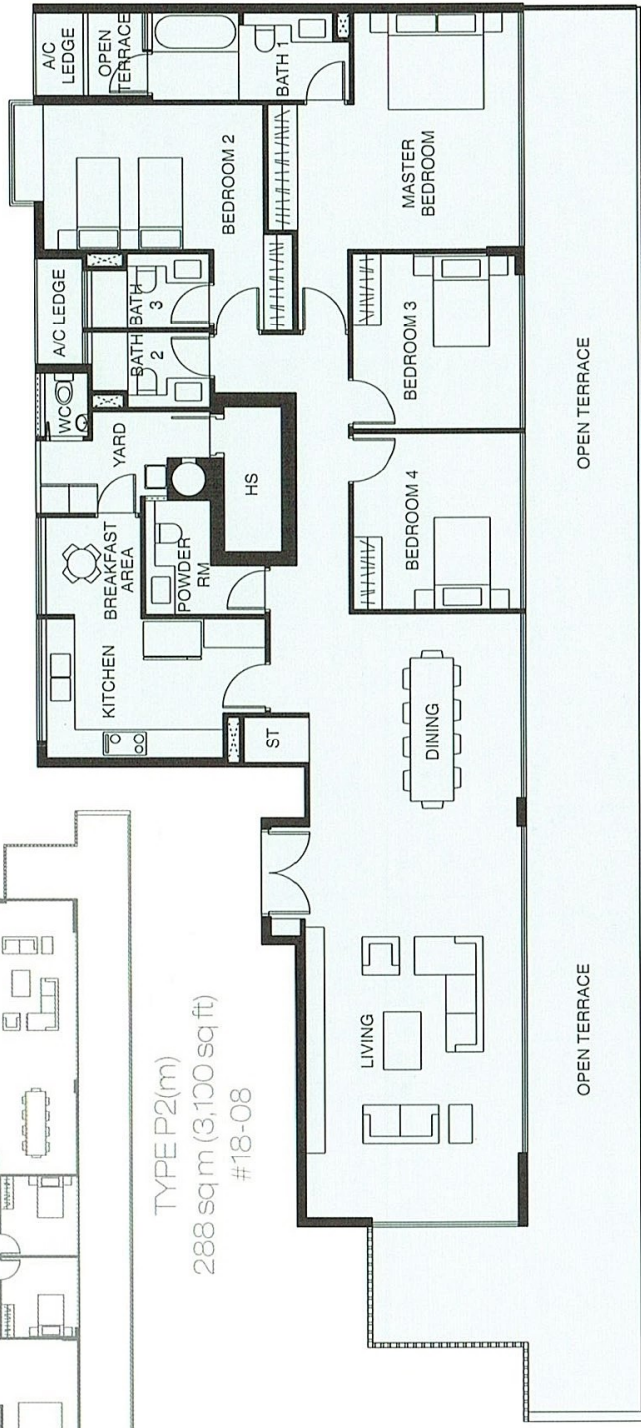 A/C
LEDGE
OPEN
TERRACE
BATH 1
MASTER
BEDROOM
BEDROOM 2
A/C LEDGE
BATH
3
BATH
2
BEDROOM 3
OPEN TERRACE
WC
YARD
HS
BEDROOM 4
BREAKFAST
AREA
POWDER
RM
KITCHEN
ST
DINING
LIVING
OPEN TERRACE
TYPE P2(m)
288 sq m (3,100 sq ft)
#18-08